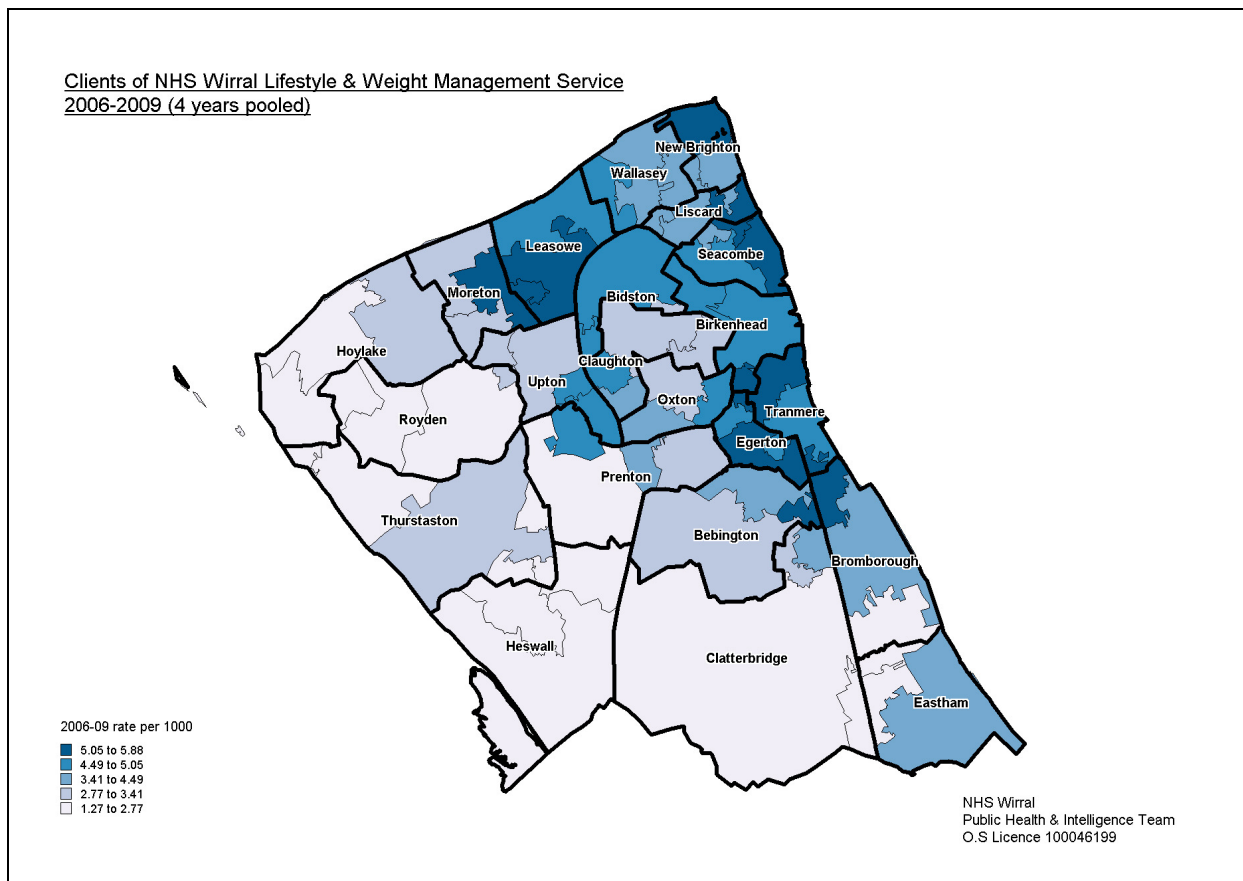 Clients of NHS Wirral Lifestyle & Weight Management Service
2006-2009 (4 years pooled)
New Brighton
Wallasey
Liscard
Leasowe
Seacombe
Moreton
Bidston
Birkenhead
Hoylake
Claughton
Upton
Oxton
Royden
Tranmere
Egerton
Prenton
Thurstaston
Bebington
Bromborough
Heswall
Clatterbridge
Eastham
2006-09 rate per 1000
5.05 to 5.88
4.49 to 5.05
3.41 to 4.49
2.77 to 3.41
1.27 to 2.77
NHS Wirral
Public Health & Intelligence Team
O.S Licence 100046199